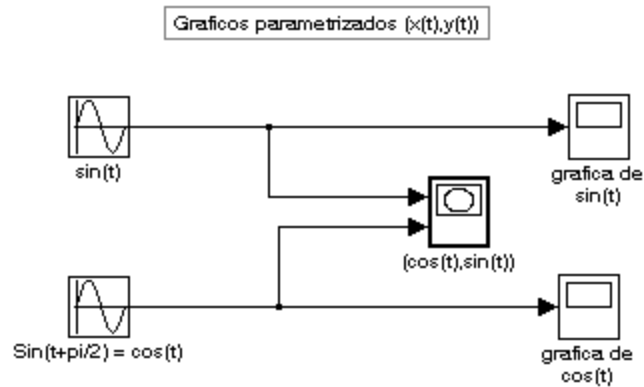 Graficos parametrizados (x(t),y(t))
sin(t)
grafica de
sin(t)
(cos(t),sin(t))
Sin(t+pi/2) = cos(t)
grafica de
cos(t)